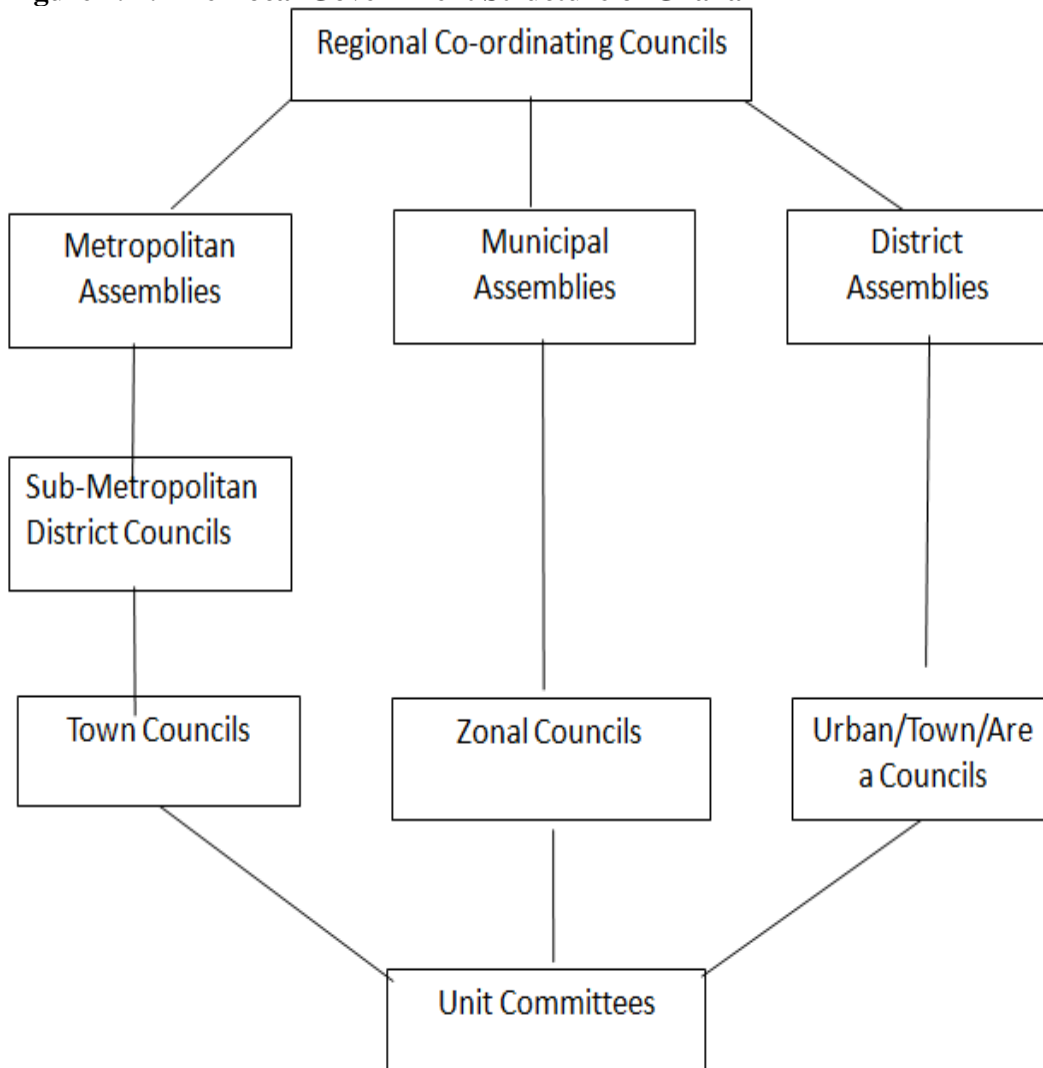 Regional Co-ordinating Councils
Metropolitan
Assemblies
Municipal
Assemblies
District
Assemblies
Sub-Metropolitan
District Councils
Town Councils
Zonal Councils
Urban/Town/Are
a Councils
Unit Committees